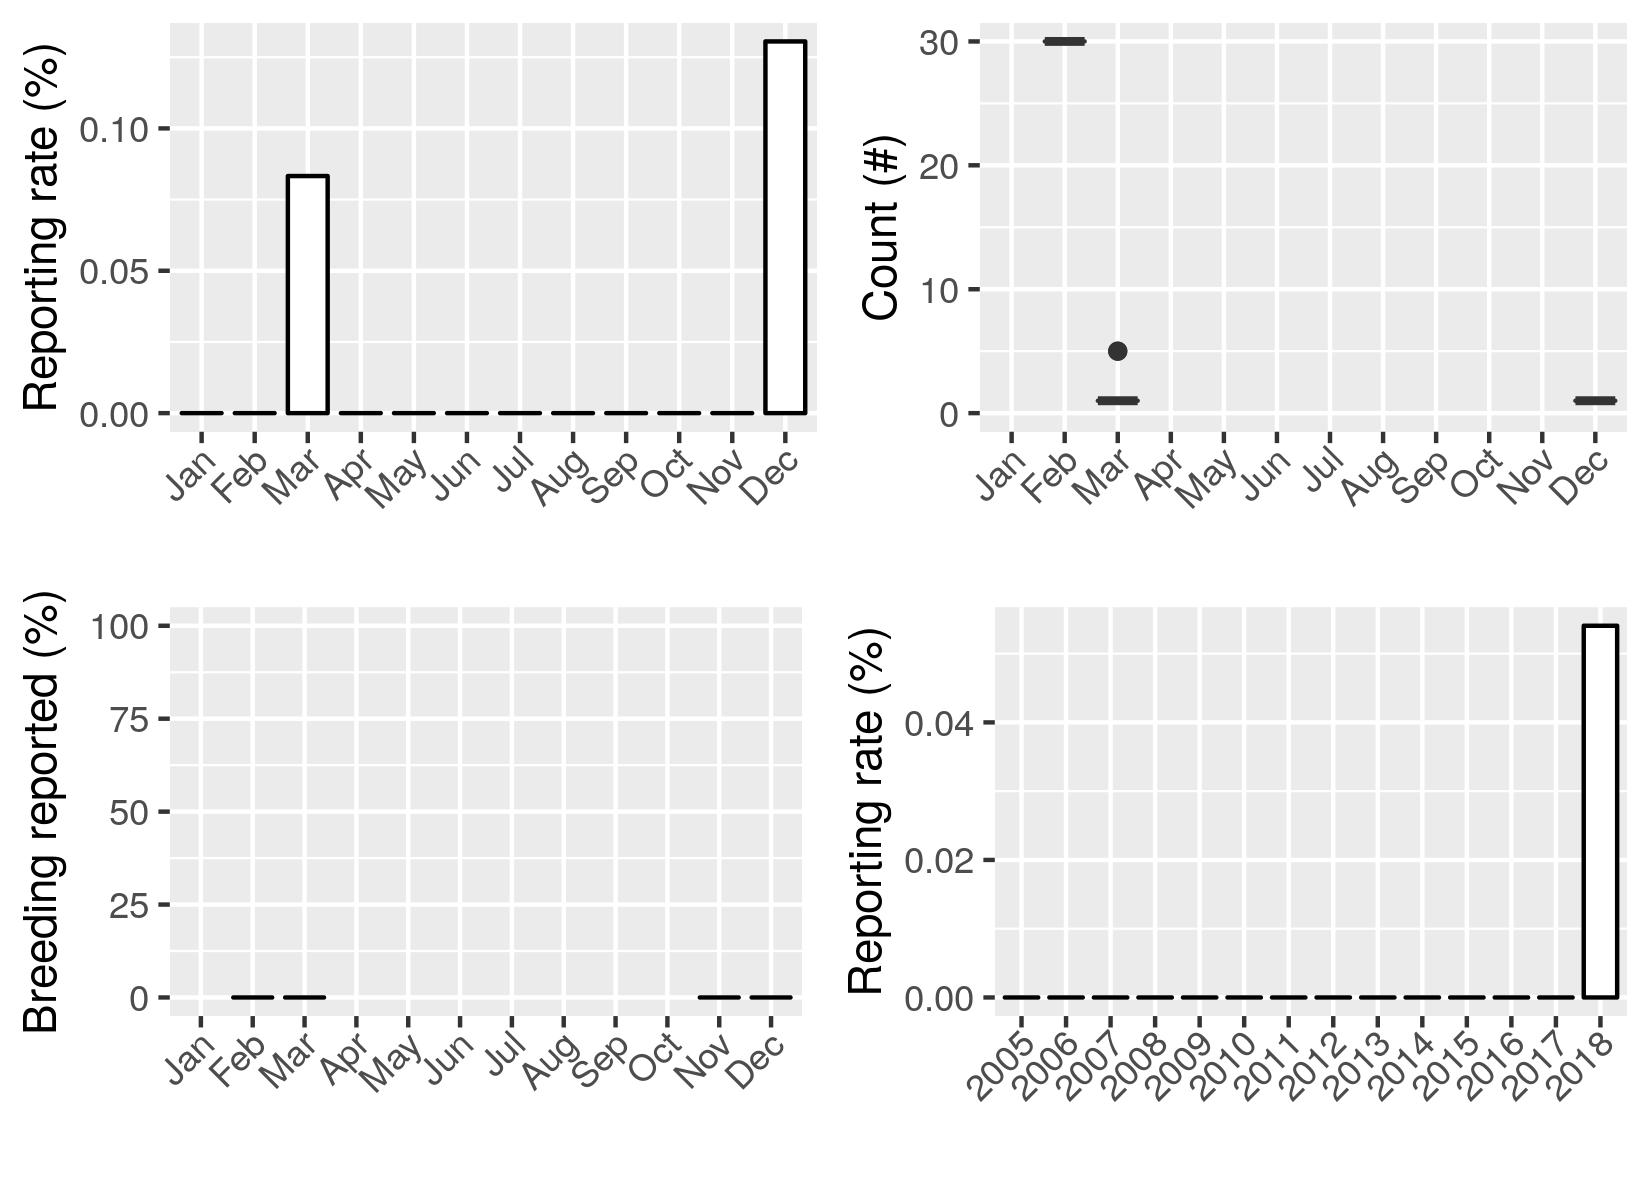 Reporting rate (%)
0.10
0.05
0.00
Jan Feb Mar Apr May Jun Jul Aug Sep Oct Nov Dec
Count (#)
30
20
10
0
Jan Feb Mar Apr May Jun Jul Aug Sep Oct Nov Dec
Breeding reported (%)
100
75
50
25
0
Jan Feb Mar Apr May Jun Jul Aug Sep Oct Nov Dec
Reporting rate (%)
0.04
0.02
0.00
2005 2006 2007 2008 2009 2010 2011 2012 2013 2014 2015 2016 2017 2018